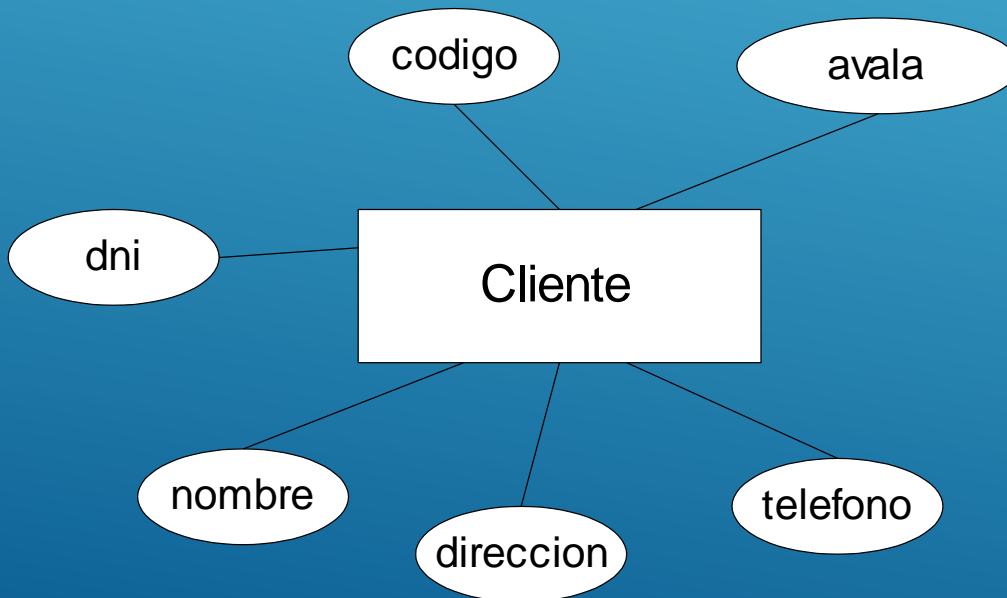 codigo
avala
dni
Cliente
nombre
direccion
telefono